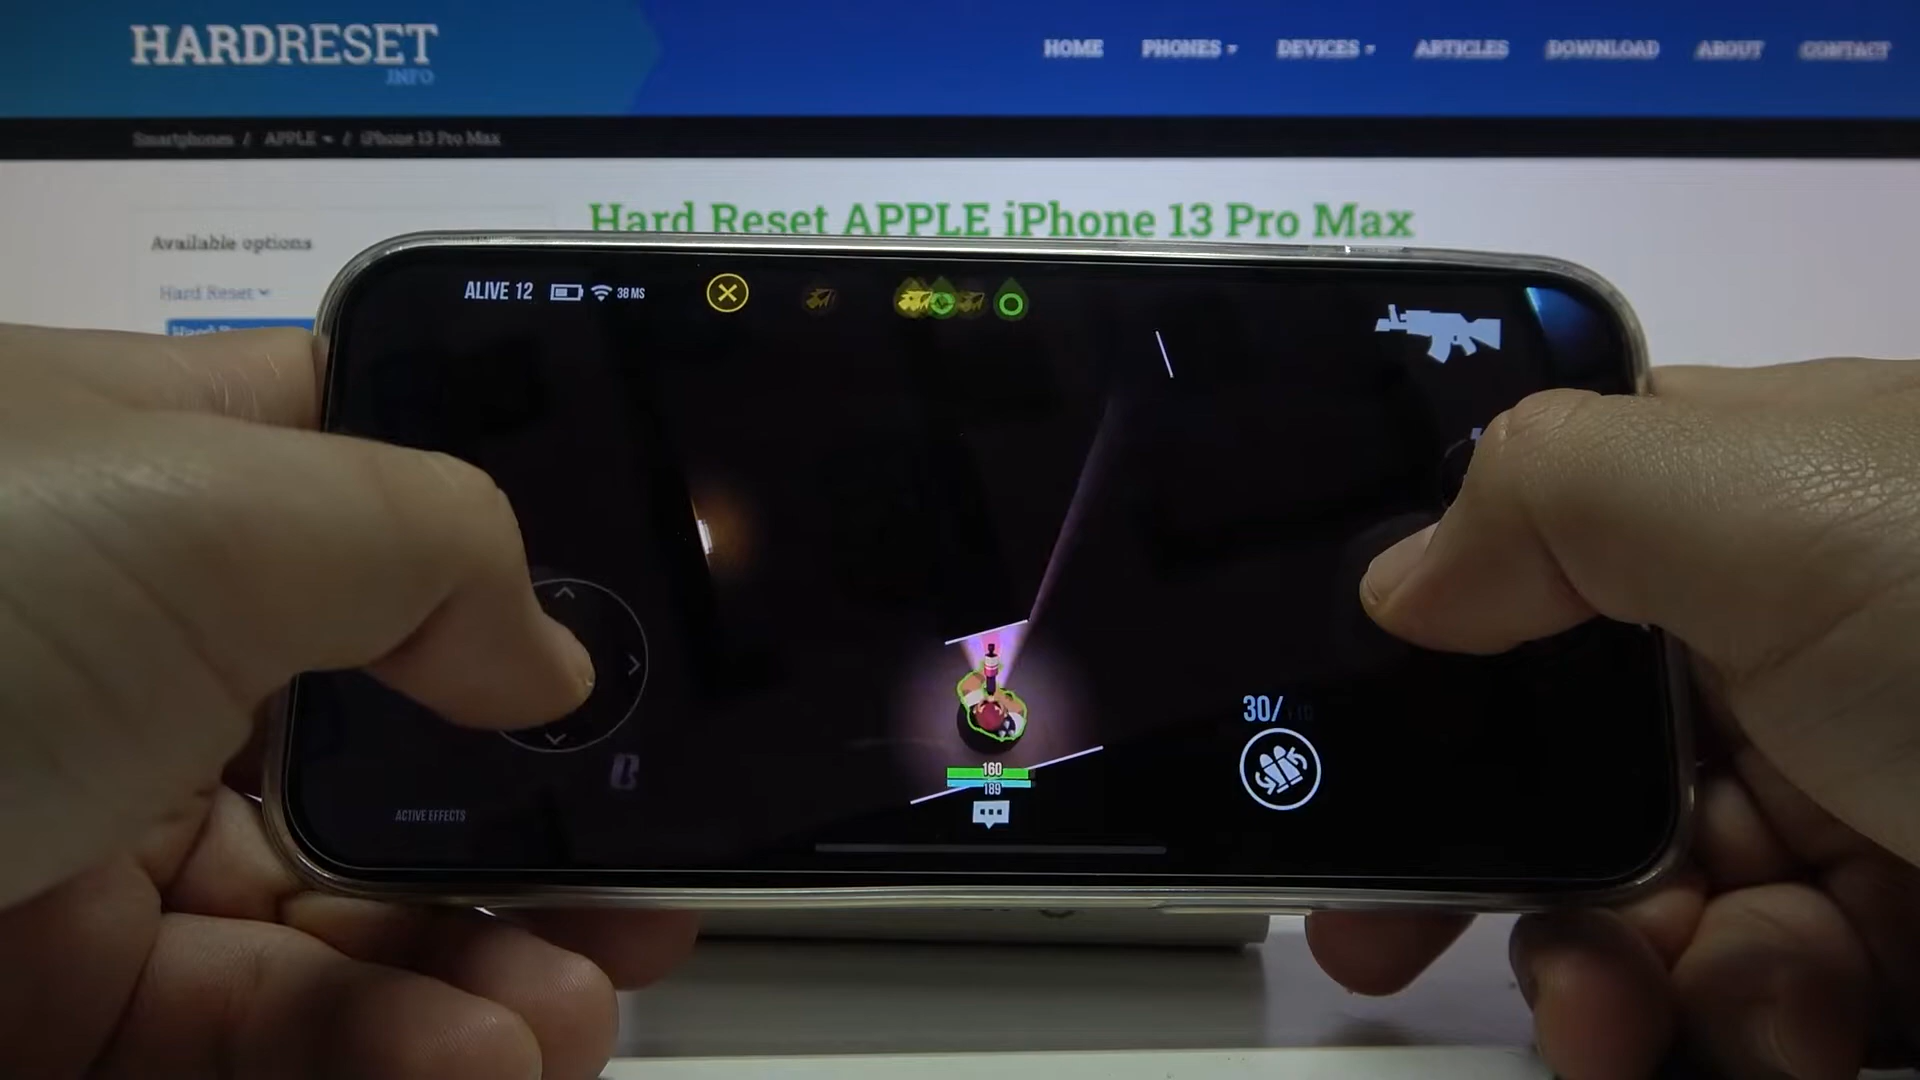 HARDRESET
.INFO
HOME PHONES DEVICES ARTICLES DOWNLOAD ABOUT CONTACT
Smartphones / APPLE / iPhone 13 Pro Max
Hard Reset APPLE iPhone 13 Pro Max
Available options
Hard Reset
ALIVE 12 38 MS
30/
160
189
ACTIVE EFFECTS